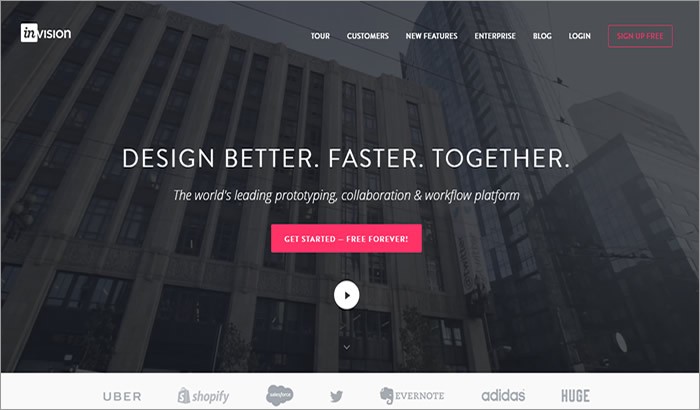 inVISION
TOUR
CUSTOMERS
NEW FEATURES
ENTERPRISE
BLOG
LOGIN
SIGN UP FREE
DESIGN BETTER. FASTER. TOGETHER.
The world's leading prototyping, collaboration & workflow platform
GET STARTED — FREE FOREVER!
UBER
shopify
salesforce
EVERNOTE
adidas
HUGE